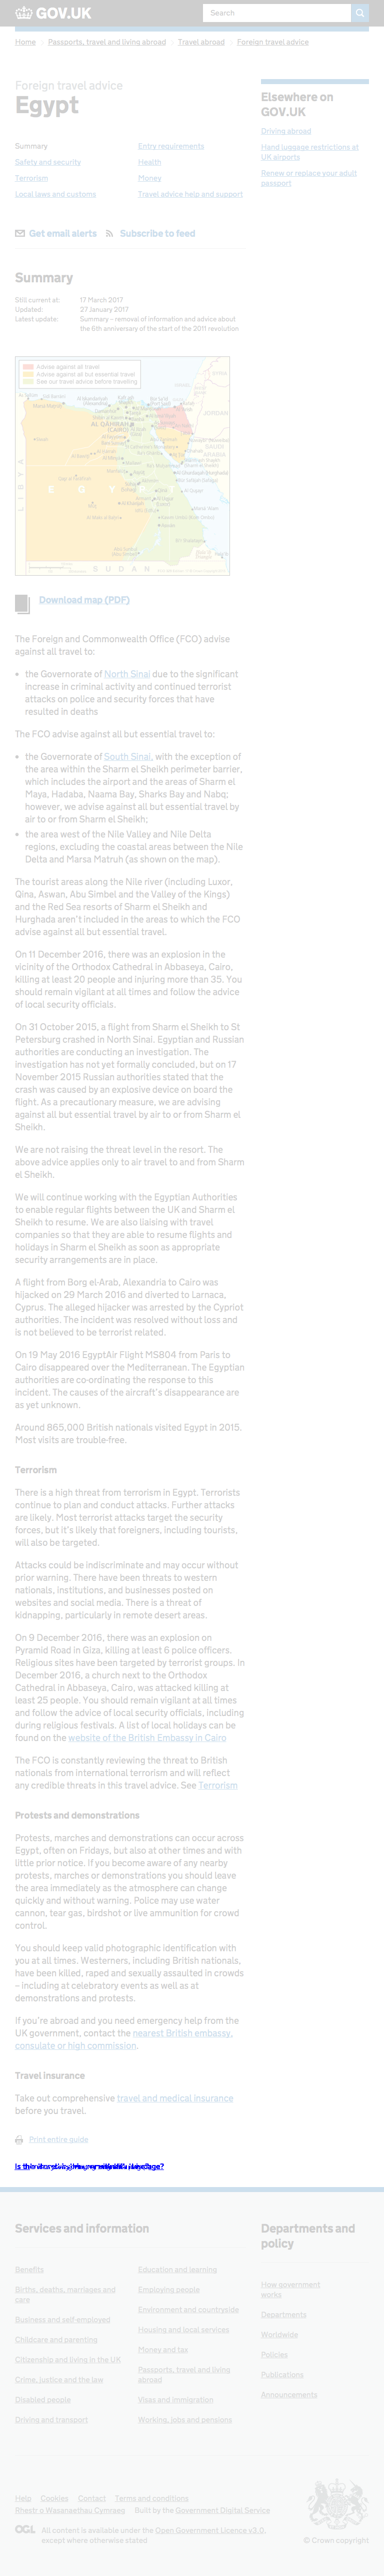 GOV.UK
Search
Home
Passports, travel and living abroad
Travel abroad
Foreign travel advice
Foreign travel advice
Egypt
Summary
Entry requirements
Safety and security
Health
Terrorism
Money
Local laws and customs
Travel advice help and support
Elsewhere on
GOV.UK
Driving abroad
Hand luggage restrictions at
UK airports
Renew or replace your adult
passport
Get email alerts
Subscribe to feed
Summary
Still current at: 17 March 2017
Updated: 27 January 2017
Latest update: Summary – removal of information and advice about
the 6th anniversary of the start of the 2011 revolution
Advise against all travel
Advise against all but essential travel
See our travel advice before travelling
JORDAN
SAUDI
ARABIA
LIBYA
EGYPT
SUDAN
Download map (PDF)
The Foreign and Commonwealth Office (FCO) advise
against all travel to:
the Governorate of North Sinai due to the significant
increase in criminal activity and continued terrorist
attacks on police and security forces that have
resulted in deaths
The FCO advise against all but essential travel to:
the Governorate of South Sinai, with the exception of
the area within the Sharm el Sheikh perimeter barrier,
which includes the airport and the areas of Sharm el
Maya, Hadaba, Naama Bay, Sharks Bay and Nabq;
however, we advise against all but essential travel by
air to or from Sharm el Sheikh;
the area west of the Nile Valley and Nile Delta
regions, excluding the coastal areas between the Nile
Delta and Marsa Matruh (as shown on the map).
The tourist areas along the Nile river (including Luxor,
Qina, Aswan, Abu Simbel and the Valley of the Kings)
and the Red Sea resorts of Sharm el Sheikh and
Hurghada aren't included in the areas to which the FCO
advise against all but essential travel.
On 11 December 2016, there was an explosion in the
vicinity of the Orthodox Cathedral in Abbaseya, Cairo,
killing at least 20 people and injuring more than 35. You
should remain vigilant at all times and follow the advice
of local security officials.
On 31 October 2015, a flight from Sharm el Sheikh to St
Petersburg crashed in North Sinai. Egyptian and Russian
authorities are conducting an investigation. The
investigation has not yet formally concluded, but on 17
November 2015 Russian authorities stated that the
crash was caused by an explosive device on board the
flight. As a precautionary measure, we are advising
against all but essential travel by air to or from Sharm el
Sheikh.
We are not raising the threat level in the resort. The
above advice applies only to air travel to and from Sharm
el Sheikh.
We will continue working with the Egyptian Authorities
to enable regular flights between the UK and Sharm el
Sheikh to resume. We are also liaising with travel
companies so that they are able to resume flights and
holidays in Sharm el Sheikh as soon as appropriate
security arrangements are in place.
A flight from Borg el-Arab, Alexandria to Cairo was
hijacked on 29 March 2016 and diverted to Larnaca,
Cyprus. The alleged hijacker was arrested by the Cypriot
authorities. The incident was resolved without loss and
and isn't believed to be terrorist related.
On 19 May 2016 EgyptAir Flight MS804 from Paris to
Cairo disappeared over the Mediterranean. The Egyptian
authorities are co-ordinating the response to this
incident. The causes of the aircraft's disappearance are
as yet unknown.
Around 865,000 British nationals visited Egypt in 2015.
Most visits are trouble-free.
Terrorism
There is a high threat from terrorism in Egypt. Terrorists
continue to plan and conduct attacks. Further attacks
are likely. Most terrorist attacks target the security
forces, but it's likely that foreigners, including tourists,
will also be targeted.
Attacks could be indiscriminate and may occur without
prior warning. There have been threats to western
nationals, institutions, and businesses posted on
websites and social media. There is a threat of
kidnapping, particularly in remote desert areas.
On 9 December 2016, there was an explosion on
Pyramid Road in Giza, killing at least 6 police officers.
Religious sites have been targeted by terrorist groups. In
December 2016, a church next to the Orthodox
Cathedral in Abbaseya, Cairo, was attacked killing at
least 25 people. You should remain vigilant at all times
and follow the advice of local security officials, including
during religious festivals. A list of local holidays can be
found on the website of the British Embassy in Cairo
The FCO is constantly reviewing the threat to British
nationals from international terrorism and will reflect
any credible threats in this travel advice. See Terrorism
Protests and demonstrations
Protests, marches and demonstrations can occur across
Egypt, often on Fridays, but also at other times and with
little prior notice. If you become aware of any nearby
protests, marches or demonstrations you should leave
the area immediately as the atmosphere can change
quickly and without warning. Police may use water
cannon, tear gas, birdshot or live ammunition for crowd
control.
You should keep valid photographic identification with
you at all times. Westerners, including British nationals,
have been killed, raped and sexually assaulted in crowds
– including at celebratory events as well as at
demonstrations and protests.
If you're abroad and you need emergency help from the
UK government, contact the nearest British embassy,
consulate or high commission.
Travel insurance
Take out comprehensive travel and medical insurance
before you travel.
Print entire guide
Services and information
Departments and
policy
Benefits
Births, deaths, marriages and
care
Business and self-employed
Childcare and parenting
Citizenship and living in the UK
Crime, justice and the law
Disabled people
Driving and transport
Education and learning
Employing people
Environment and countryside
Housing and local services
Money and tax
Passports, travel and living
abroad
Visas and immigration
Working, jobs and pensions
How government
works
Departments
Worldwide
Policies
Publications
Announcements
Help Cookies Contact Terms and conditions
Rhestr o Wasanaethau Cymraeg Built by the Government Digital Service
OGL All content is available under the Open Government Licence v3.0,
except where otherwise stated
© Crown copyright